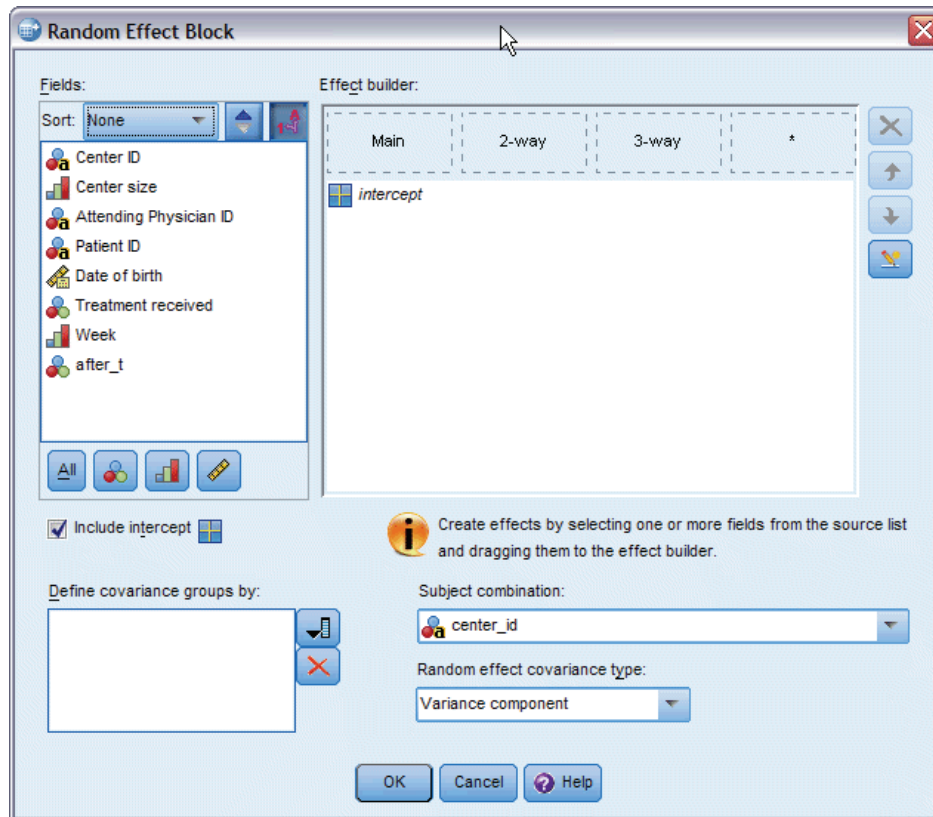 Random Effect Block
Fields:
Effect builder:
Sort: None
Main
2-way
3-way
*
Center ID
Center size
Attending Physician ID
Patient ID
Date of birth
Treatment received
Week
after_t
intercept
All
Include intercept
Create effects by selecting one or more fields from the source list
and dragging them to the effect builder.
Define covariance groups by:
Subject combination:
center_id
Random effect covariance type:
Variance component
OK
Cancel
Help